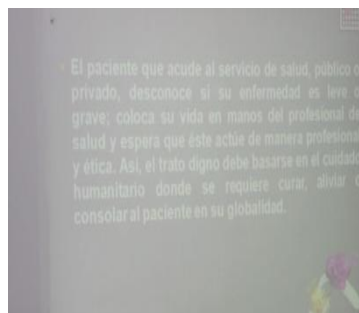 El paciente que acude al servicio de salud, público o
privado, desconoce si su enfermedad es leve o
grave; coloca su vida en manos del profesional de
salud y espera que éste actúe de manera profesional
y ética. Así, el trato digno debe basarse en el cuidado
humanitario donde se requiere curar, aliviar o
consolar al paciente en su globalidad.